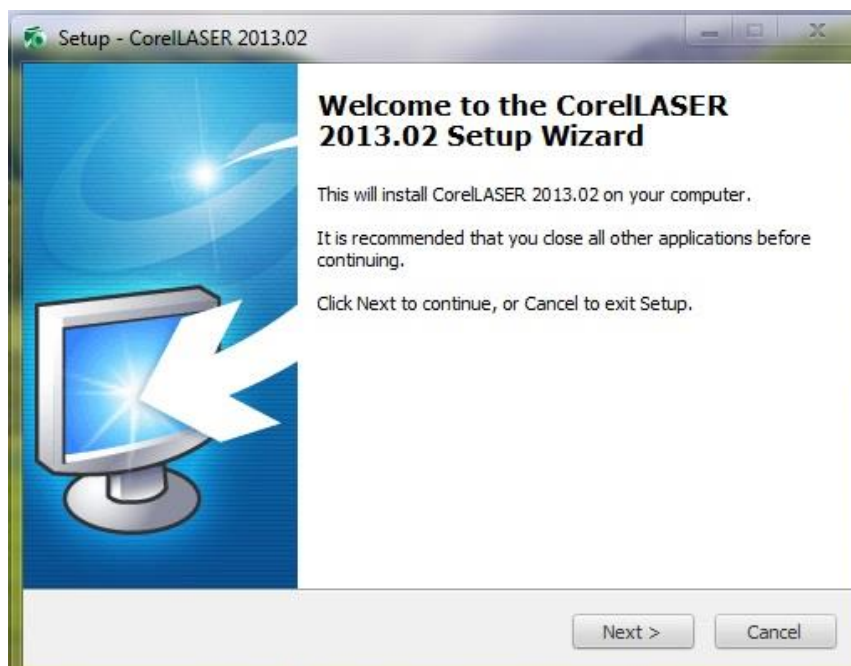 Setup - CorelLASER 2013.02
Welcome to the CorelLASER
2013.02 Setup Wizard
This will install CorelLASER 2013.02 on your computer.
It is recommended that you close all other applications before
continuing.
Click Next to continue, or Cancel to exit Setup.
Next >
Cancel